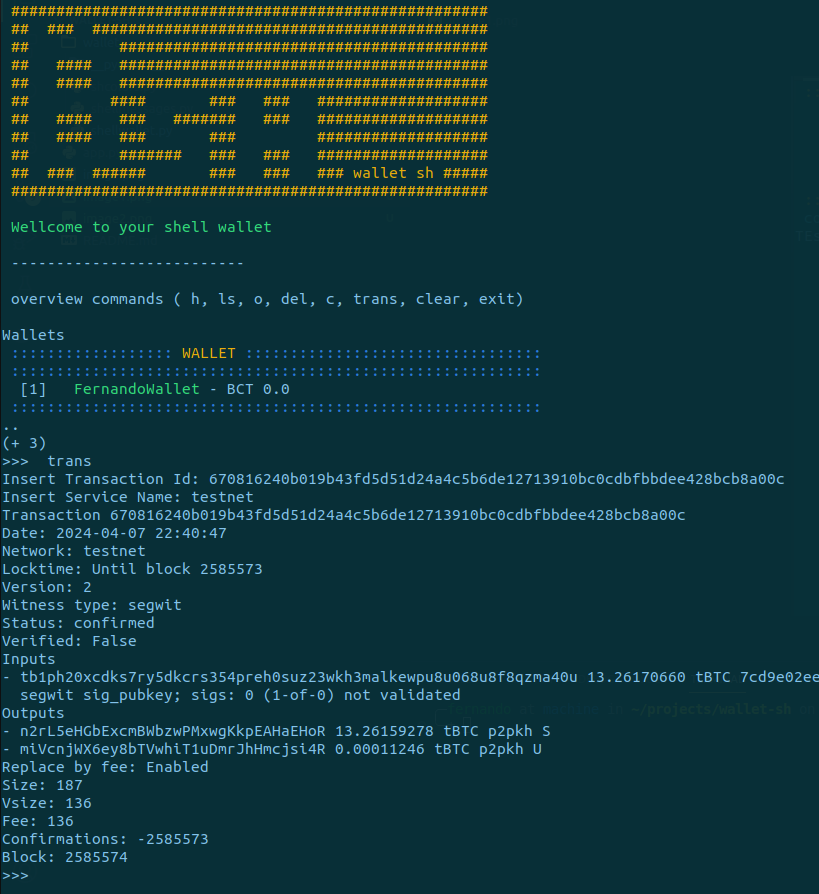 #####################################################
##  ###  ############################################
##          #########################################
##   ####   #########################################
##   ####   #########################################
##         ####       ###   ###   ###################
##   ####   ###   #######   ###   ###################
##   ####   ###       ###         ###################
##          #######   ###   ###   ###################
##  ###  ######       ###   ###   ### wallet sh #####
#####################################################
Wellcome to your shell wallet
--------------------------
overview commands ( h, ls, o, del, c, trans, clear, exit)
Wallets
:::::::::::::::::: WALLET :::::::::::::::::::::::::::::::::
:::::::::::::::::::::::::::::::::::::::::::::::::::::::::::
[1]   FernandoWallet - BCT 0.0
:::::::::::::::::::::::::::::::::::::::::::::::::::::::::::
..
(+ 3)
>>>  trans
Insert Transaction Id: 670816240b019b43fd5d51d24a4c5b6de12713910bc0cdbfbbdee428bcb8a00c
Insert Service Name: testnet
Transaction 670816240b019b43fd5d51d24a4c5b6de12713910bc0cdbfbbdee428bcb8a00c
Date: 2024-04-07 22:40:47
Network: testnet
Locktime: Until block 2585573
Version: 2
Witness type: segwit
Status: confirmed
Verified: False
Inputs
- tb1ph20xcdks7ry5dkcrs354preh0suz23wkh3malkewpu8u068u8f8qzma40u 13.26170660 tBTC 7cd9e02ee
segwit sig_pubkey; sigs: 0 (1-of-0) not validated
Outputs
- n2rL5eHGbExcmBWbzwPMxwgKkpEAHaEHoR 13.26159278 tBTC p2pkh S
- miVcnjWX6ey8bTVwhiT1uDmrJhHmcjsi4R 0.00011246 tBTC p2pkh U
Replace by fee: Enabled
Size: 187
Vsize: 136
Fee: 136
Confirmations: -2585573
Block: 2585574
>>>
~/projects/wallet-sh